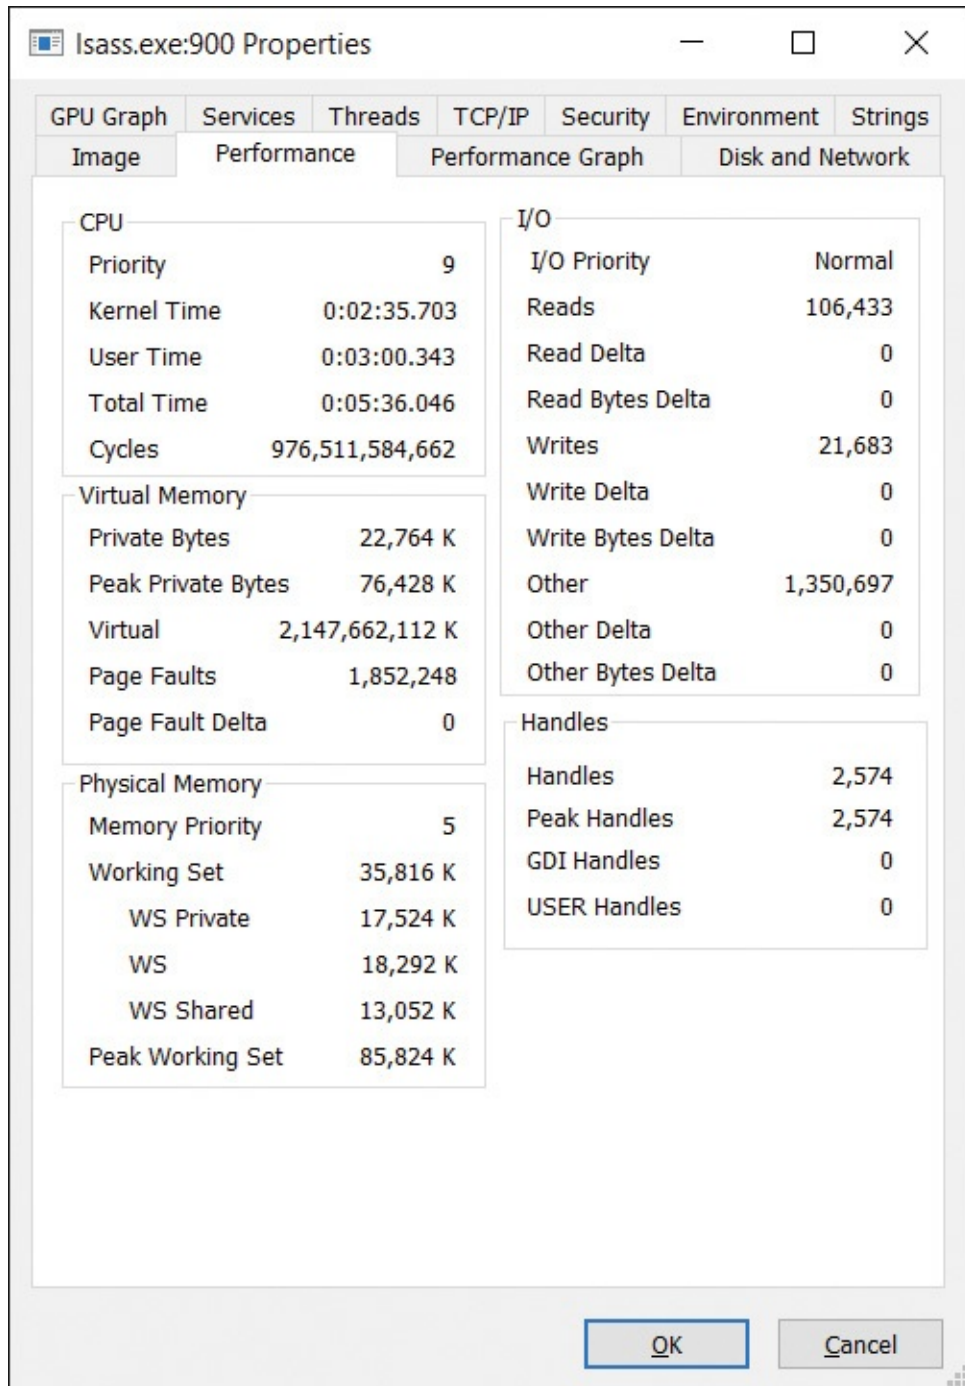 lsass.exe:900 Properties
GPU Graph Services Threads TCP/IP Security Environment Strings
Image Performance Performance Graph Disk and Network
CPU
Priority 9
Kernel Time 0:02:35.703
User Time 0:03:00.343
Total Time 0:05:36.046
Cycles 976,511,584,662
Virtual Memory
Private Bytes 22,764 K
Peak Private Bytes 76,428 K
Virtual 2,147,662,112 K
Page Faults 1,852,248
Page Fault Delta 0
Physical Memory
Memory Priority 5
Working Set 35,816 K
WS Private 17,524 K
WS 18,292 K
WS Shared 13,052 K
Peak Working Set 85,824 K
I/O
I/O Priority Normal
Reads 106,433
Read Delta 0
Read Bytes Delta 0
Writes 21,683
Write Delta 0
Write Bytes Delta 0
Other 1,350,697
Other Delta 0
Other Bytes Delta 0
Handles
Handles 2,574
Peak Handles 2,574
GDI Handles 0
USER Handles 0
OK Cancel